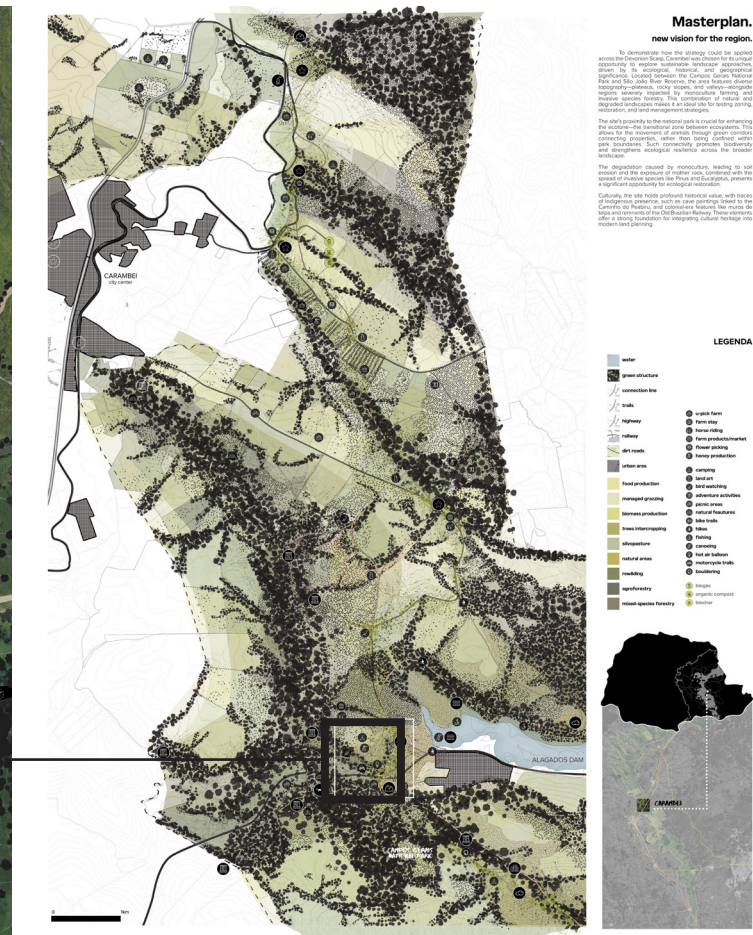 Masterplan.
new vision for the region.
To demonstrate how the strategy could be applied
across the Devonian Scarp, Carambeí was chosen for its unique
opportunity to explore sustainable landscape approaches,
driven by its ecological, historical, and geographical
significance. Located between the Campos Gerais National
Park and São João River Reserve, the area features diverse
topography—plateaus, rocky slopes, and valleys—alongside
regions severely impacted by monoculture farming and
invasive species forestry. This combination of natural and
degraded landscapes makes it an ideal site for testing zoning,
restoration, and land management strategies.
The site's proximity to the national park is crucial for enhancing
the ecotone—the transitional zone between ecosystems. This
allows for the movement of animals through green corridors
connecting properties, rather than being confined within
park boundaries. Such connectivity promotes biodiversity
and strengthens ecological resilience across the broader
landscape.
The degradation caused by monoculture, leading to soil
erosion and the exposure of mother rock, combined with the
spread of invasive species like Pinus and Eucalyptus, presents
a significant opportunity for ecological restoration.
Culturally, the site holds profound historical value, with traces
of Indigenous presence, such as cave paintings linked to the
Caminho do Peabiru, and colonial-era features like muros de
taipa and remnants of the Old Brazilian Railway. These elements
offer a strong foundation for integrating cultural heritage into
modern land planning.
LEGENDA
water
green structure
connection line
trails
highway
railway
dirt roads
urban area
food production
managed grazzing
biomass production
trees intercropping
silvopasture
natural areas
rewilding
agroforestry
mixed-species forestry
u-pick farm
farm stay
horse riding
farm products/market
flower picking
honey production
camping
land art
bird watching
adventure activities
picnic areas
natural feautures
bike trails
hikes
fishing
canoeing
hot air balloon
motorcycle trails
bouldering
biogas
organic compost
biochar
CARAMBEÍ
city center
ALAGADOS DAM
CAMPOS GERAIS
NATIONAL PARK
CARAMBEÍ
0 1km